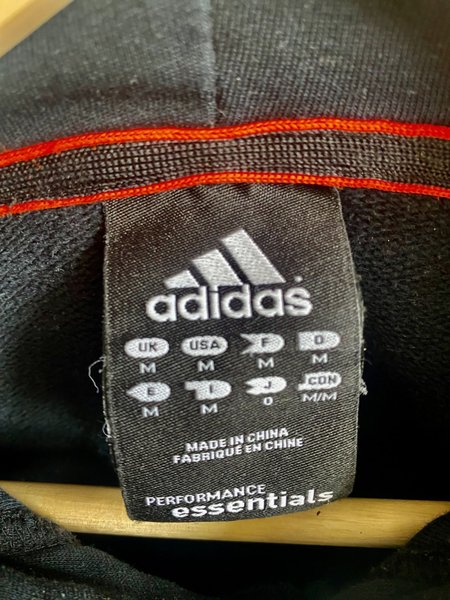 adidas
UK USA F D
M M M M
E I J CDN
M M O M/M
MADE IN CHINA
FABRIQUÉ EN CHINE
PERFORMANCE
essentials